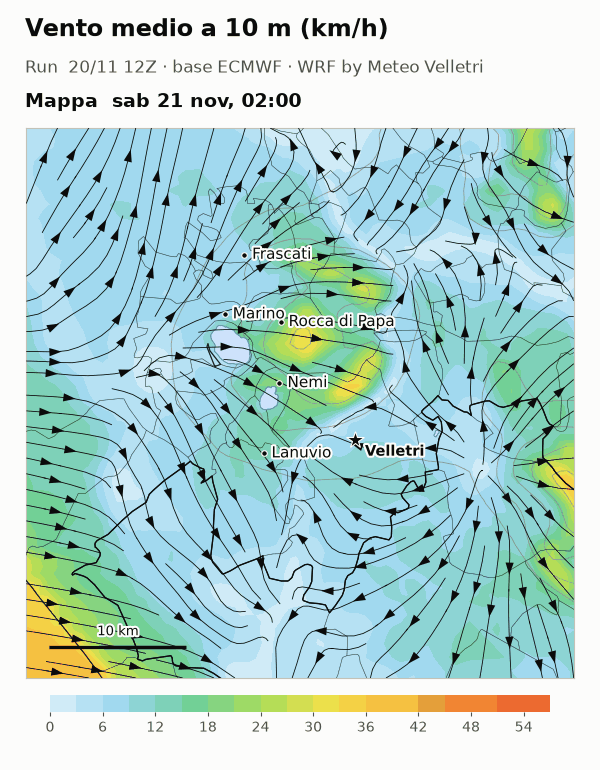 Vento medio a 10 m (km/h)
Run  20/11 12Z · base ECMWF · WRF by Meteo Velletri
Mappa  sab 21 nov, 02:00
Frascati
Marino
Rocca di Papa
Nemi
Velletri
Lanuvio
10 km
0 6 12 18 24 30 36 42 48 54